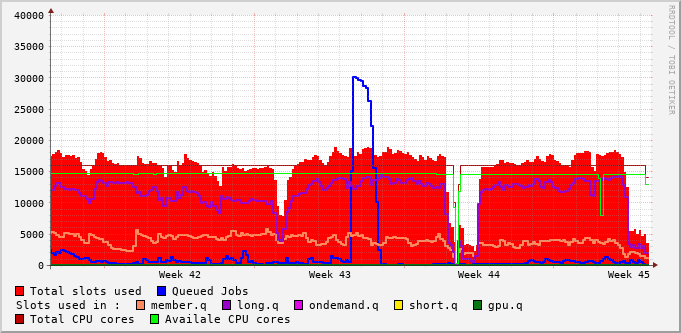 40000
35000
30000
25000
20000
15000
10000
5000
0
Week 42 Week 43 Week 44 Week 45
RRDTOOL / TOBI OETIKER
Total slots used Queued Jobs
Slots used in : member.q long.q ondemand.q short.q gpu.q
Total CPU cores Availale CPU cores